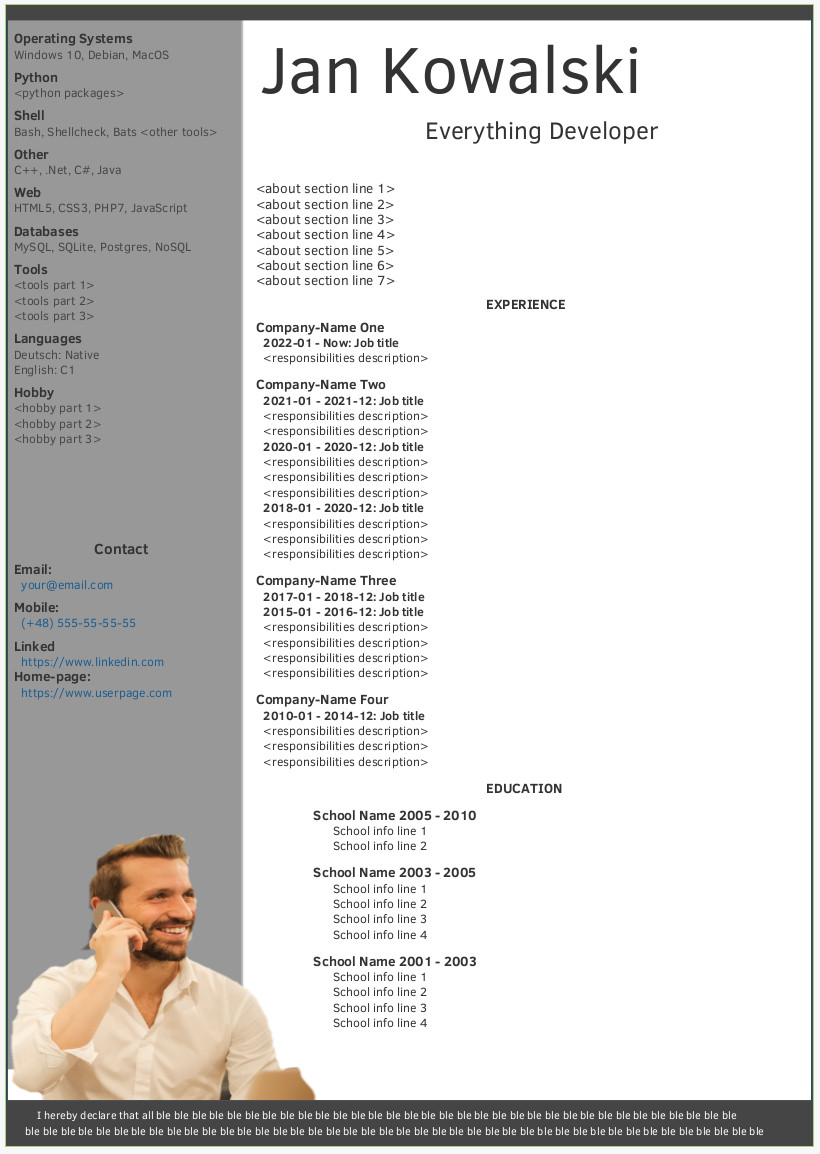 Operating Systems
Windows 10, Debian, MacOS
Python
<python packages>
Shell
Bash, Shellcheck, Bats <other tools>
Other
C++, .Net, C#, Java
Web
HTML5, CSS3, PHP7, JavaScript
Databases
MySQL, SQLite, Postgres, NoSQL
Tools
<tools part 1>
<tools part 2>
<tools part 3>
Languages
Deutsch: Native
English: C1
Hobby
<hobby part 1>
<hobby part 2>
<hobby part 3>
Contact
Email:
your@email.com
Mobile:
(+48) 555-55-55-55
Linked
https://www.linkedin.com
Home-page:
https://www.userpage.com
Jan Kowalski
Everything Developer
<about section line 1>
<about section line 2>
<about section line 3>
<about section line 4>
<about section line 5>
<about section line 6>
<about section line 7>
EXPERIENCE
Company-Name One
2022-01 - Now: Job title
<responsibilities description>
Company-Name Two
2021-01 - 2021-12: Job title
<responsibilities description>
<responsibilities description>
2020-01 - 2020-12: Job title
<responsibilities description>
<responsibilities description>
<responsibilities description>
2018-01 - 2020-12: Job title
<responsibilities description>
<responsibilities description>
<responsibilities description>
Company-Name Three
2017-01 - 2018-12: Job title
2015-01 - 2016-12: Job title
<responsibilities description>
<responsibilities description>
<responsibilities description>
<responsibilities description>
Company-Name Four
2010-01 - 2014-12: Job title
<responsibilities description>
<responsibilities description>
<responsibilities description>
EDUCATION
School Name 2005 - 2010
School info line 1
School info line 2
School Name 2003 - 2005
School info line 1
School info line 2
School info line 3
School info line 4
School Name 2001 - 2003
School info line 1
School info line 2
School info line 3
School info line 4
I hereby declare that all ble ble ble ble ble ble ble ble ble ble ble ble ble ble ble ble ble ble ble ble ble ble ble ble ble ble ble ble ble ble ble ble ble
ble ble ble ble ble ble ble ble ble ble ble ble ble ble ble ble ble ble ble ble ble ble ble ble ble ble ble ble ble ble ble ble ble ble ble ble ble ble ble ble ble ble